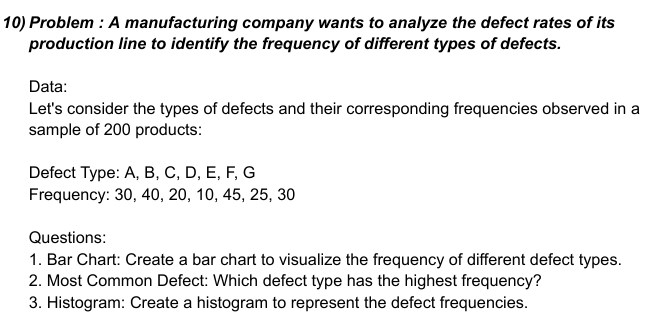 10) Problem : A manufacturing company wants to analyze the defect rates of its
production line to identify the frequency of different types of defects.
Data:
Let's consider the types of defects and their corresponding frequencies observed in a
sample of 200 products:
Defect Type: A, B, C, D, E, F, G
Frequency: 30, 40, 20, 10, 45, 25, 30
Questions:
1. Bar Chart: Create a bar chart to visualize the frequency of different defect types.
2. Most Common Defect: Which defect type has the highest frequency?
3. Histogram: Create a histogram to represent the defect frequencies.